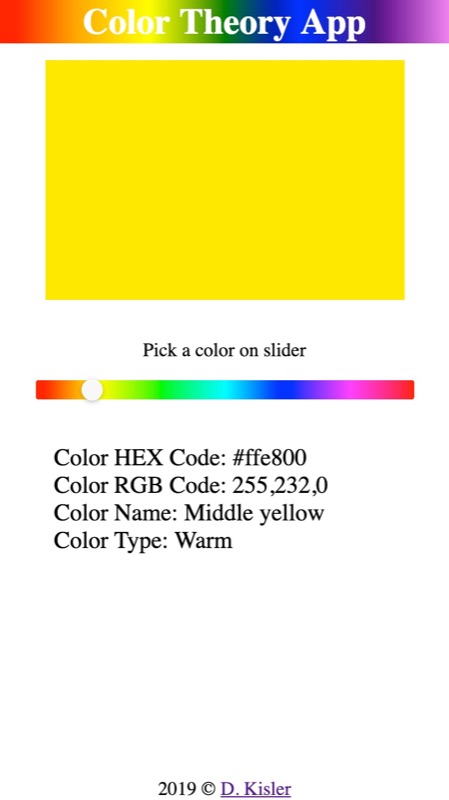 Color Theory App
Pick a color on slider
Color HEX Code: #ffe800
Color RGB Code: 255,232,0
Color Name: Middle yellow
Color Type: Warm
2019 © D. Kisler